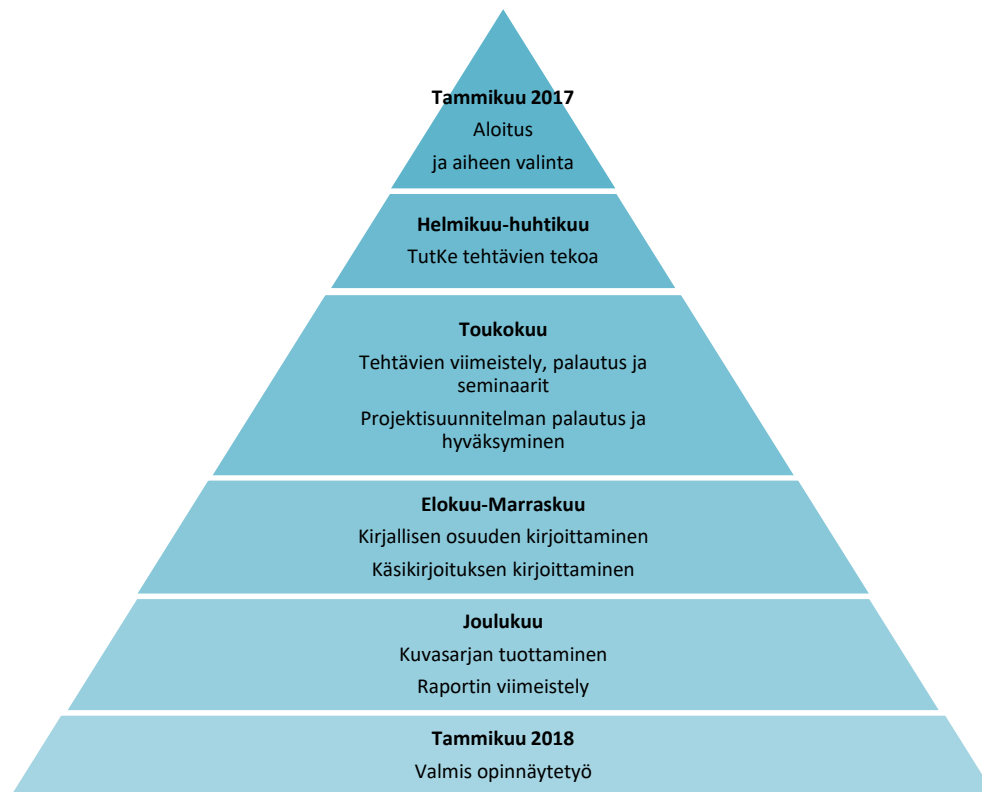 Tammikuu 2017
Aloitus
ja aiheen valinta
Helmikuu-huhtikuu
TutKe tehtävien tekoa
Toukokuu
Tehtävien viimeistely, palautus ja
seminaarit
Projektisuunnitelman palautus ja
hyväksyminen
Elokuu-Marraskuu
Kirjallisen osuuden kirjoittaminen
Käsikirjoituksen kirjoittaminen
Joulukuu
Kuvasarjan tuottaminen
Raportin viimeistely
Tammikuu 2018
Valmis opinnäytetyö